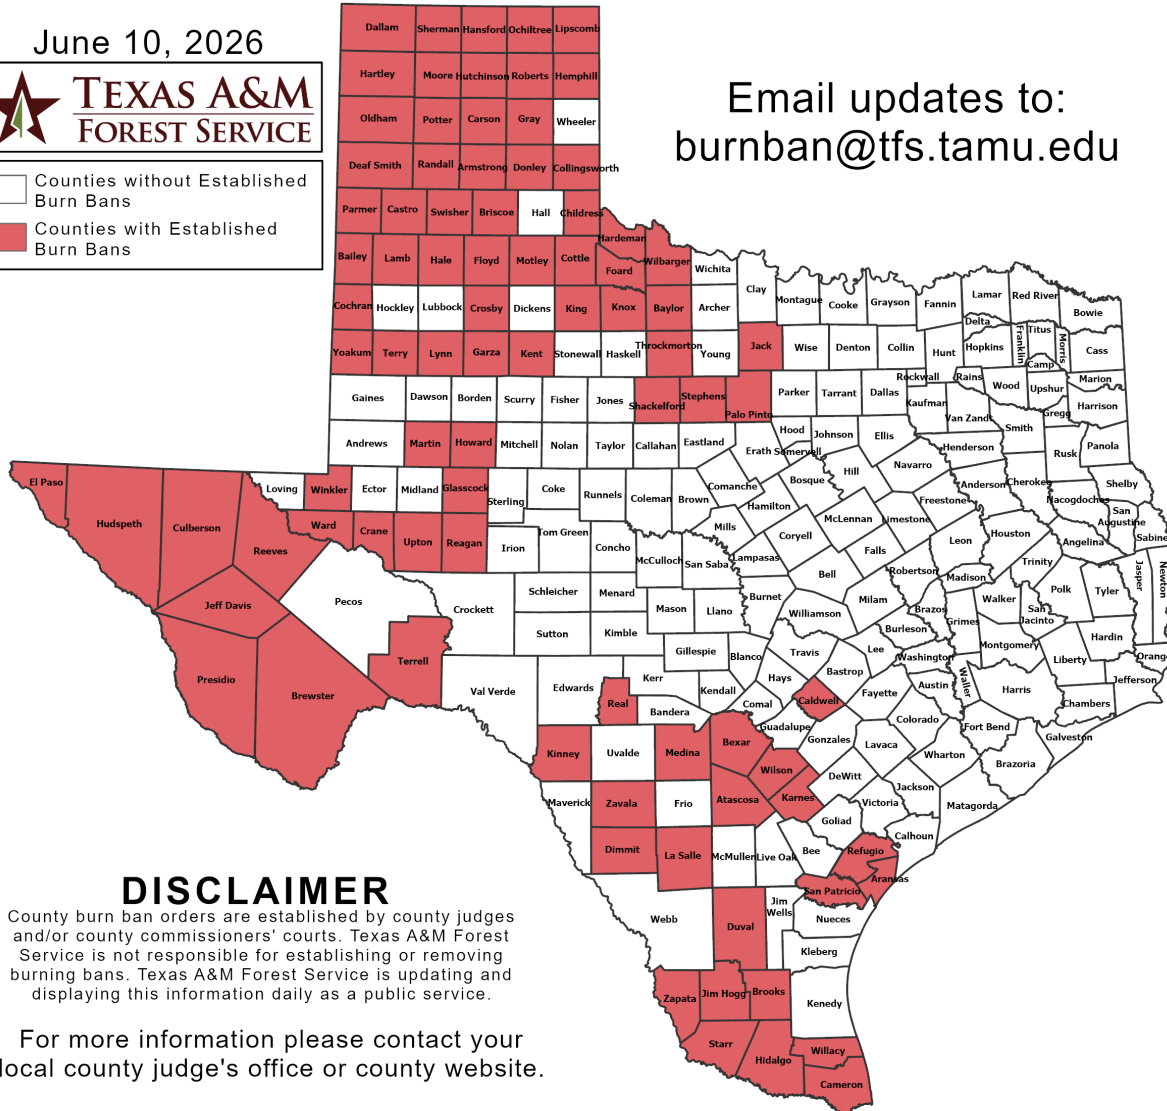 June 10, 2026
TEXAS A&M
FOREST SERVICE
Counties without Established
Burn Bans
Counties with Established
Burn Bans
Email updates to:
burnban@tfs.tamu.edu
Dallam Sherman Hansford Ochiltree Lipscomb
Hartley Moore Hutchinson Roberts Hemphill
Oldham Potter Carson Gray Wheeler
Deaf Smith Randall Armstrong Donley Collingsworth
Parmer Castro Swisher Briscoe Hall Childress
Hardeman
Bailey Lamb Hale Floyd Motley Cottle Foard Wilbarger Wichita
Clay Montague Cooke Grayson Fannin Lamar Red River Bowie
Cochran Hockley Lubbock Crosby Dickens King Knox Baylor Archer
Delta Franklin Titus Morris Cass
Yoakum Terry Lynn Garza Kent Stonewall Haskell Throckmorton Young Jack Wise Denton Collin Hunt Hopkins Camp
Rockwall Rains Wood Upshur Marion
Gaines Dawson Borden Scurry Fisher Jones Shackelford Stephens Palo Pinto Parker Tarrant Dallas Kaufman Van Zandt Smith Gregg Harrison
Andrews Martin Howard Mitchell Nolan Taylor Callahan Eastland Erath Hood Somervell Johnson Ellis Henderson Rusk Panola
El Paso Hudspeth Culberson Reeves Loving Winkler Ector Midland Glasscock Sterling Coke Runnels Coleman Brown Comanche Hamilton Bosque Hill Navarro Freestone Anderson Cherokee Nacogdoches Shelby
San
Augustine
Sabine
Ward Crane Upton Reagan Irion Tom Green Concho McCulloch San Saba Mills Lampasas Coryell McLennan Limestone Falls Leon Houston Angelina
Jeff Davis Pecos Crockett Schleicher Menard Mason Llano Burnet Bell Milam Robertson Madison Trinity Walker Polk Tyler Jasper Newton
San
Jacinto
Presidio Brewster Terrell Val Verde Sutton Kimble Gillespie Blanco Williamson Travis Burleson Brazos Grimes Montgomery Liberty Hardin Orange
Edwards Real Kerr Bandera Kendall Comal Hays Caldwell Bastrop Lee Washington Fayette Austin Waller Harris Chambers Jefferson
Kinney Uvalde Medina Bexar Guadalupe Wilson Gonzales Lavaca Colorado Wharton Fort Bend Brazoria Galveston
Maverick Zavala Frio Atascosa Karnes DeWitt Victoria Jackson Matagorda
Dimmit La Salle McMullen Live Oak Bee Goliad Refugio Calhoun Aransas San Patricio
Webb Duval
Jim
Wells
Nueces
Kleberg
Zapata Jim Hogg Brooks Kenedy
Starr Hidalgo Willacy
Cameron
DISCLAIMER
County burn ban orders are established by county judges
and/or county commissioners' courts. Texas A&M Forest
Service is not responsible for establishing or removing
burning bans. Texas A&M Forest Service is updating and
displaying this information daily as a public service.
For more information please contact your
local county judge's office or county website.